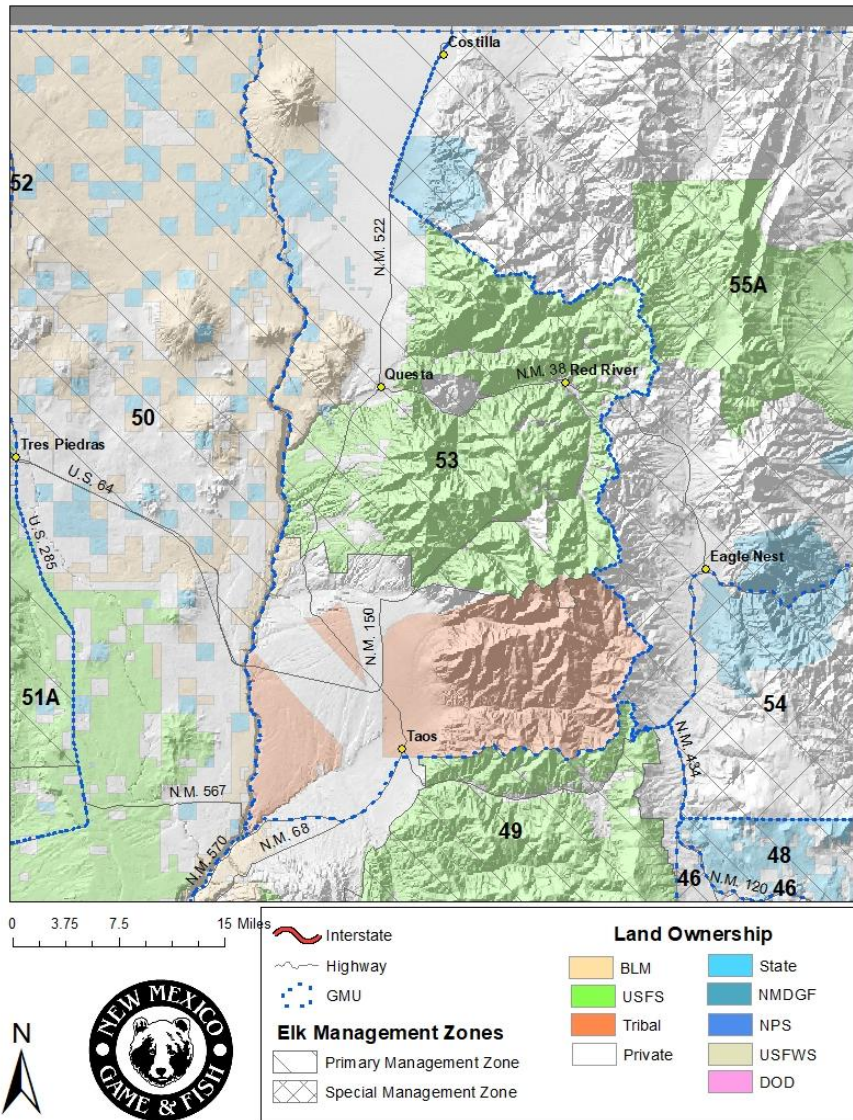 Costilla
52
N.M. 522
55A
Questa
N.M. 38 Red River
50
Tres Piedras
53
U.S. 64
U.S. 285
Eagle Nest
N.M. 150
51A
54
Taos
N.M. 434
N.M. 567
N.M. 68
49
N.M. 570
48
46
N.M. 120
46
0 3.75 7.5 15 Miles
N
NEW MEXICO
GAME & FISH
Interstate
Highway
GMU
Elk Management Zones
Primary Management Zone
Special Management Zone
Land Ownership
BLM
USFS
Tribal
Private
State
NMDGF
NPS
USFWS
DOD